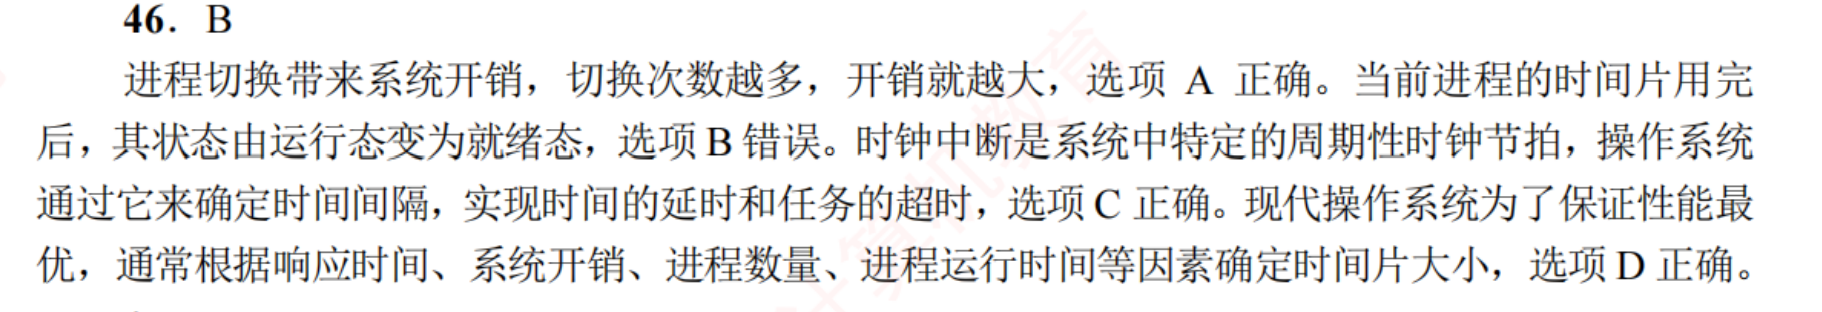 46. B
进程切换带来系统开销，切换次数越多，开销就越大，选项 A 正确。当前进程的时间片用完
后，其状态由运行态变为就绪态，选项 B 错误。时钟中断是系统中特定的周期性时钟节拍，操作系统
通过它来确定时间间隔，实现时间的延时和任务的超时，选项 C 正确。现代操作系统为了保证性能最
优，通常根据响应时间、系统开销、进程数量、进程运行时间等因素确定时间片大小，选项 D 正确。
计算机教育